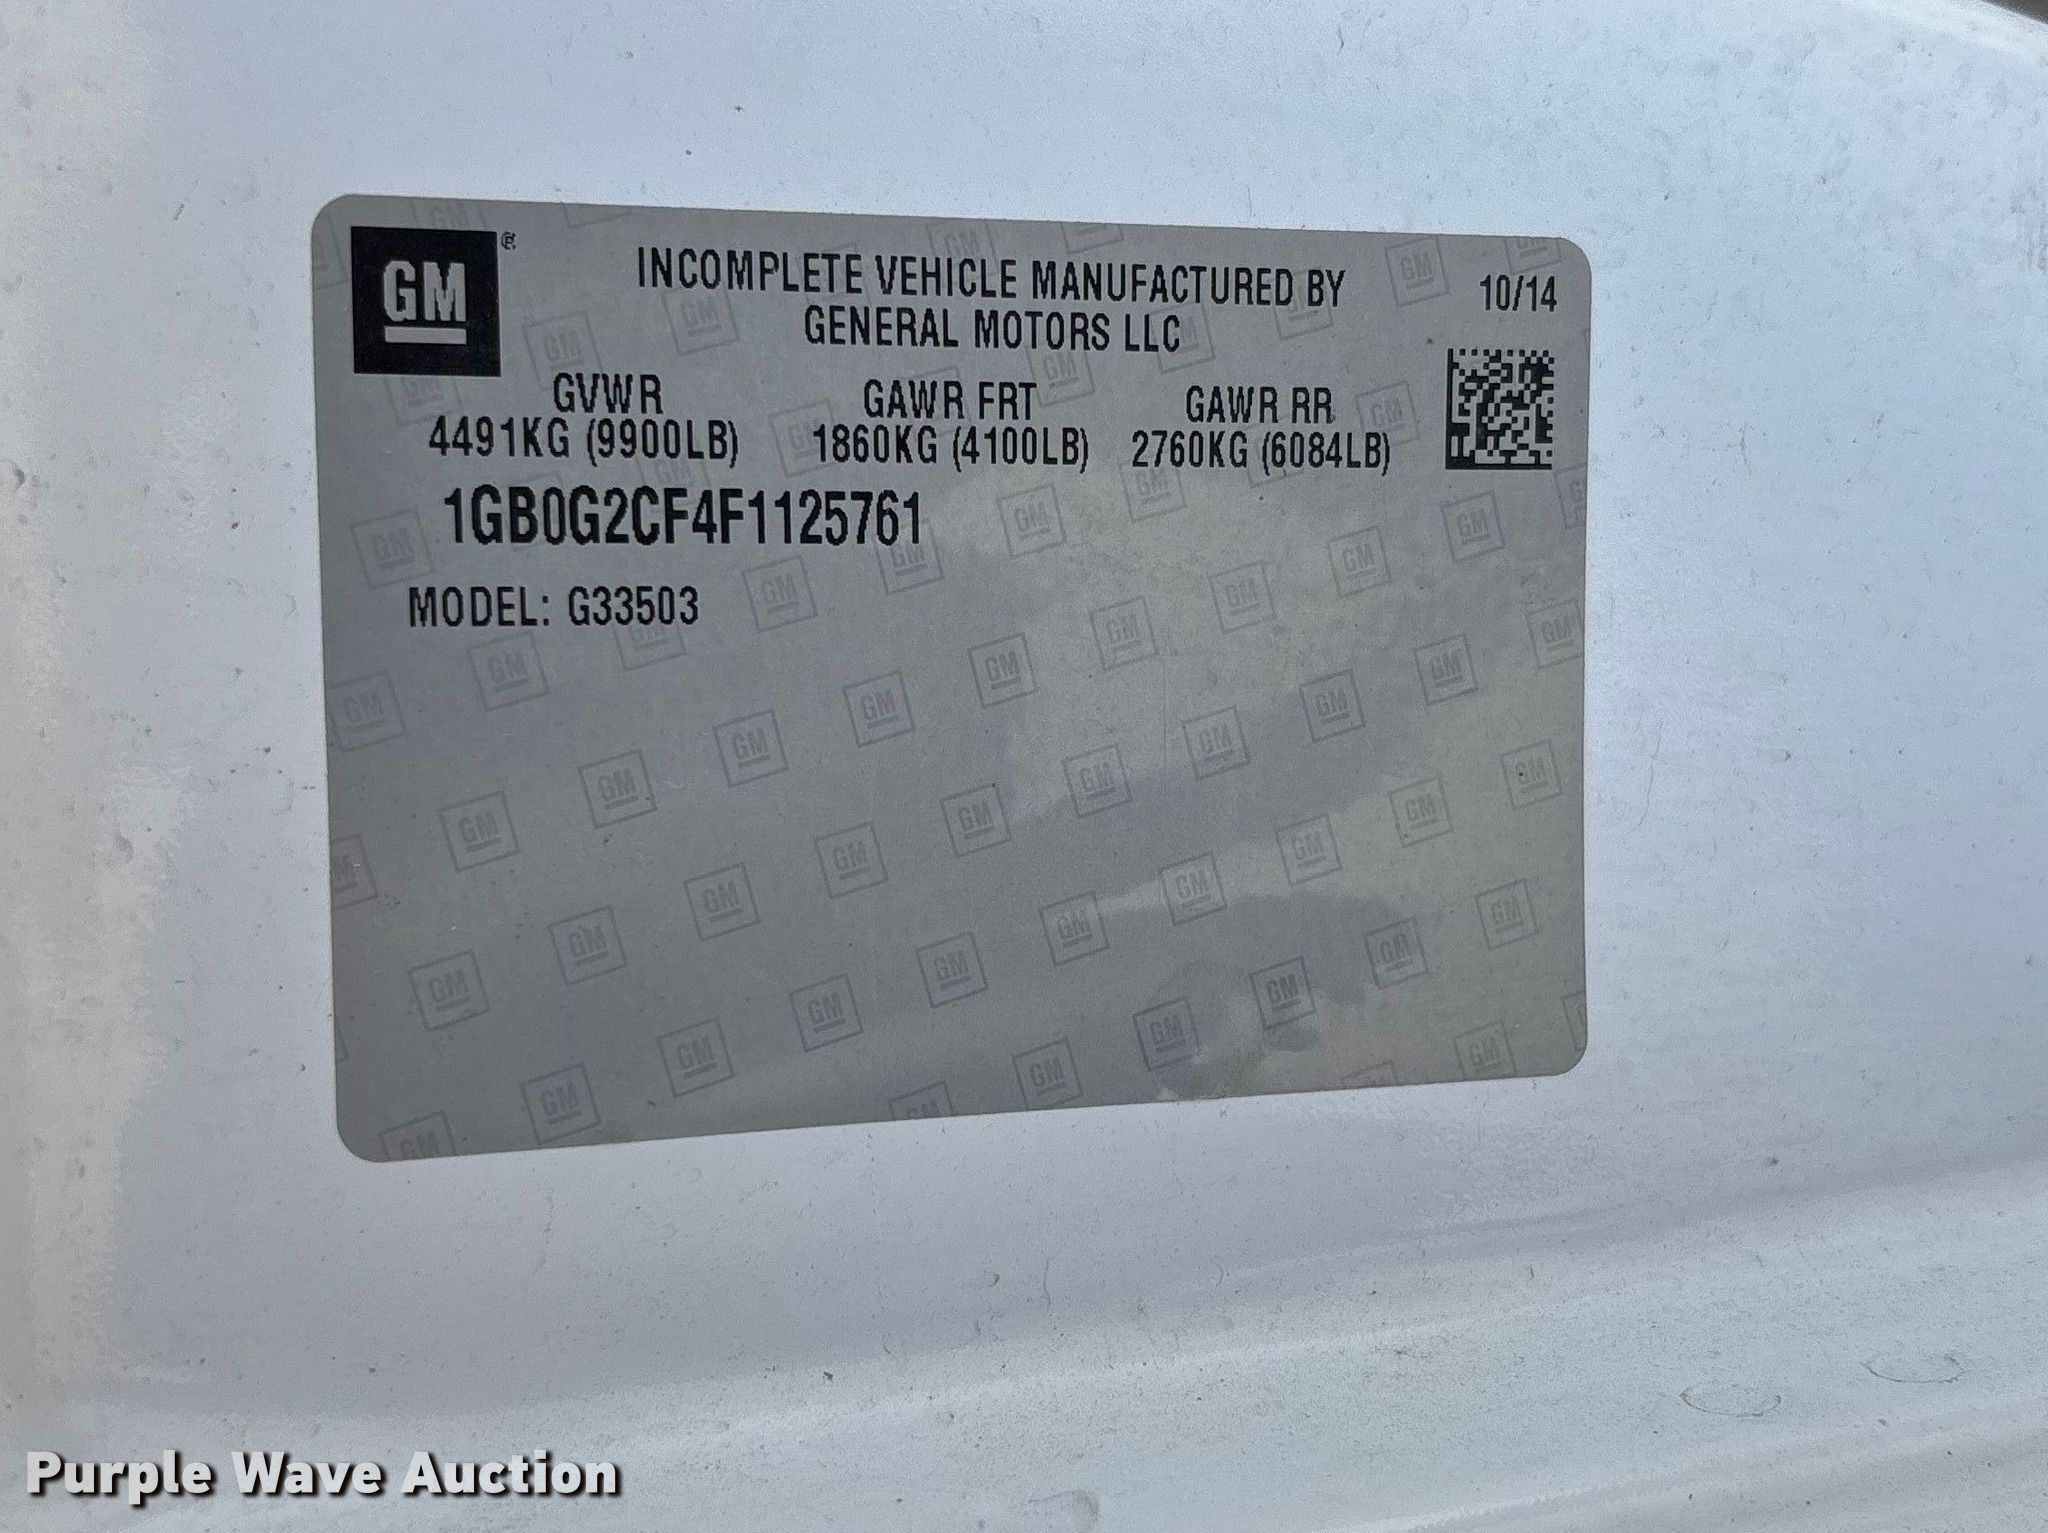 GM ®
INCOMPLETE VEHICLE MANUFACTURED BY
GENERAL MOTORS LLC
10/14
GVWR GAWR FRT GAWR RR
4491KG (9900LB) 1860KG (4100LB) 2760KG (6084LB)
1GB0G2CF4F1125761
MODEL: G33503
Purple Wave Auction